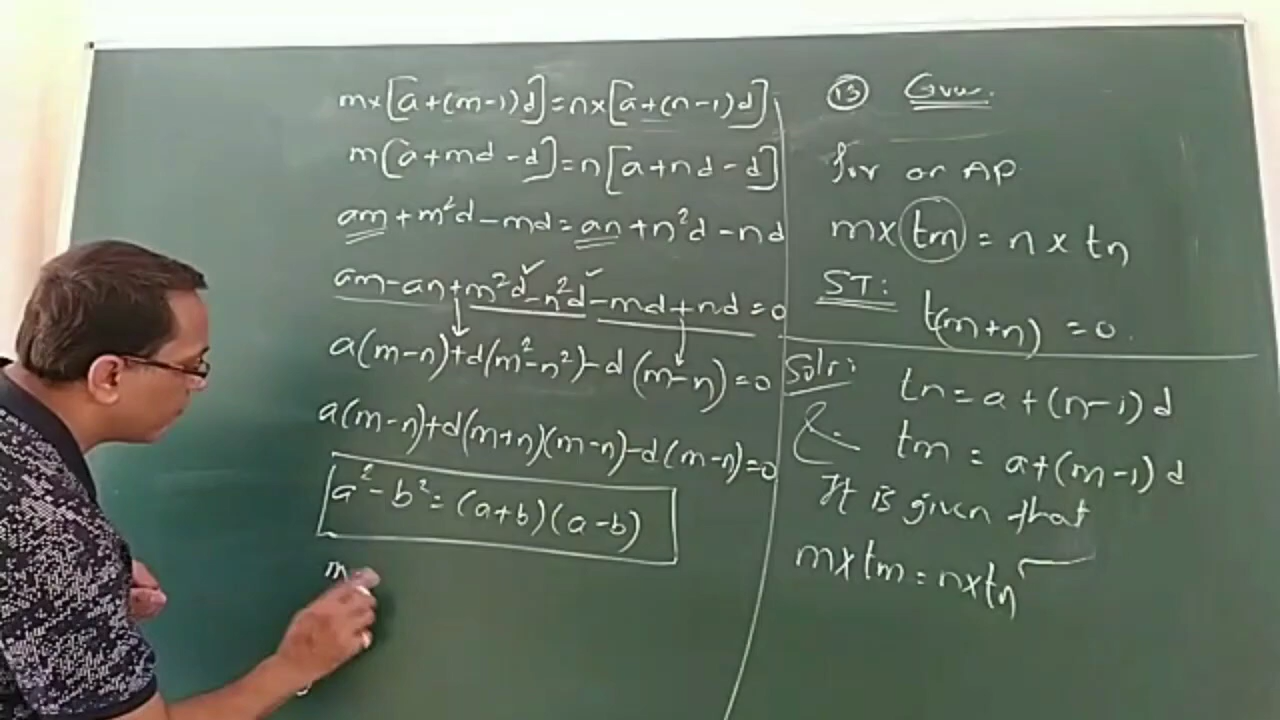 m×[a+(m-1)d]=n×[a+(n-1)d]
m[a+md-d]=n[a+nd-d]
am+m²d-md=an+n²d-nd
am-an+m²d-n²d-md+nd=0
a(m-n)+d(m²-n²)-d(m-n)=0
a(m-n)+d(m+n)(m-n)-d(m-n)=0
a²-b²=(a+b)(a-b)
m
13
for an AP
m×tm=n×tn
ST:
t(m+n)=0.
Soln:
tn=a+(n-1)d
& tm=a+(m-1)d
It is given that
m×tm=n×tn